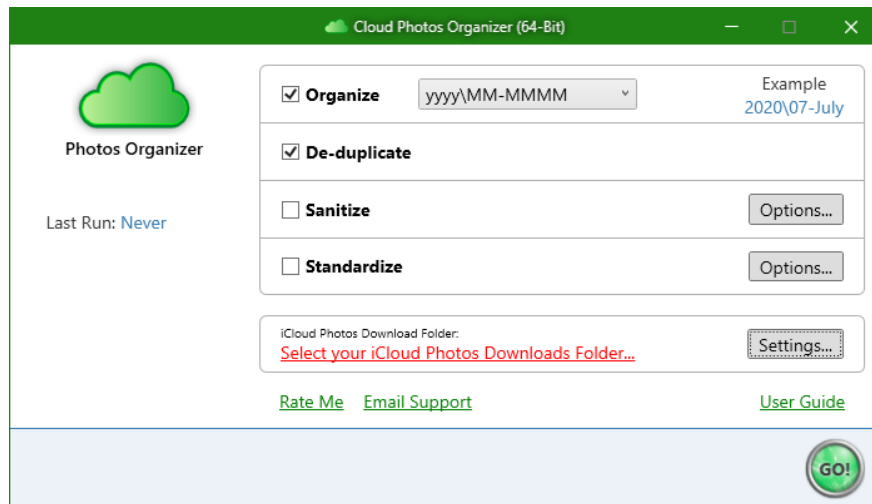 Cloud Photos Organizer (64-Bit)
Photos Organizer
Last Run: Never
Organize
yyyy\MM-MMMM
Example
2020\07-July
De-duplicate
Sanitize
Options...
Standardize
Options...
iCloud Photos Download Folder:
Select your iCloud Photos Downloads Folder...
Settings...
Rate Me
Email Support
User Guide
GO!